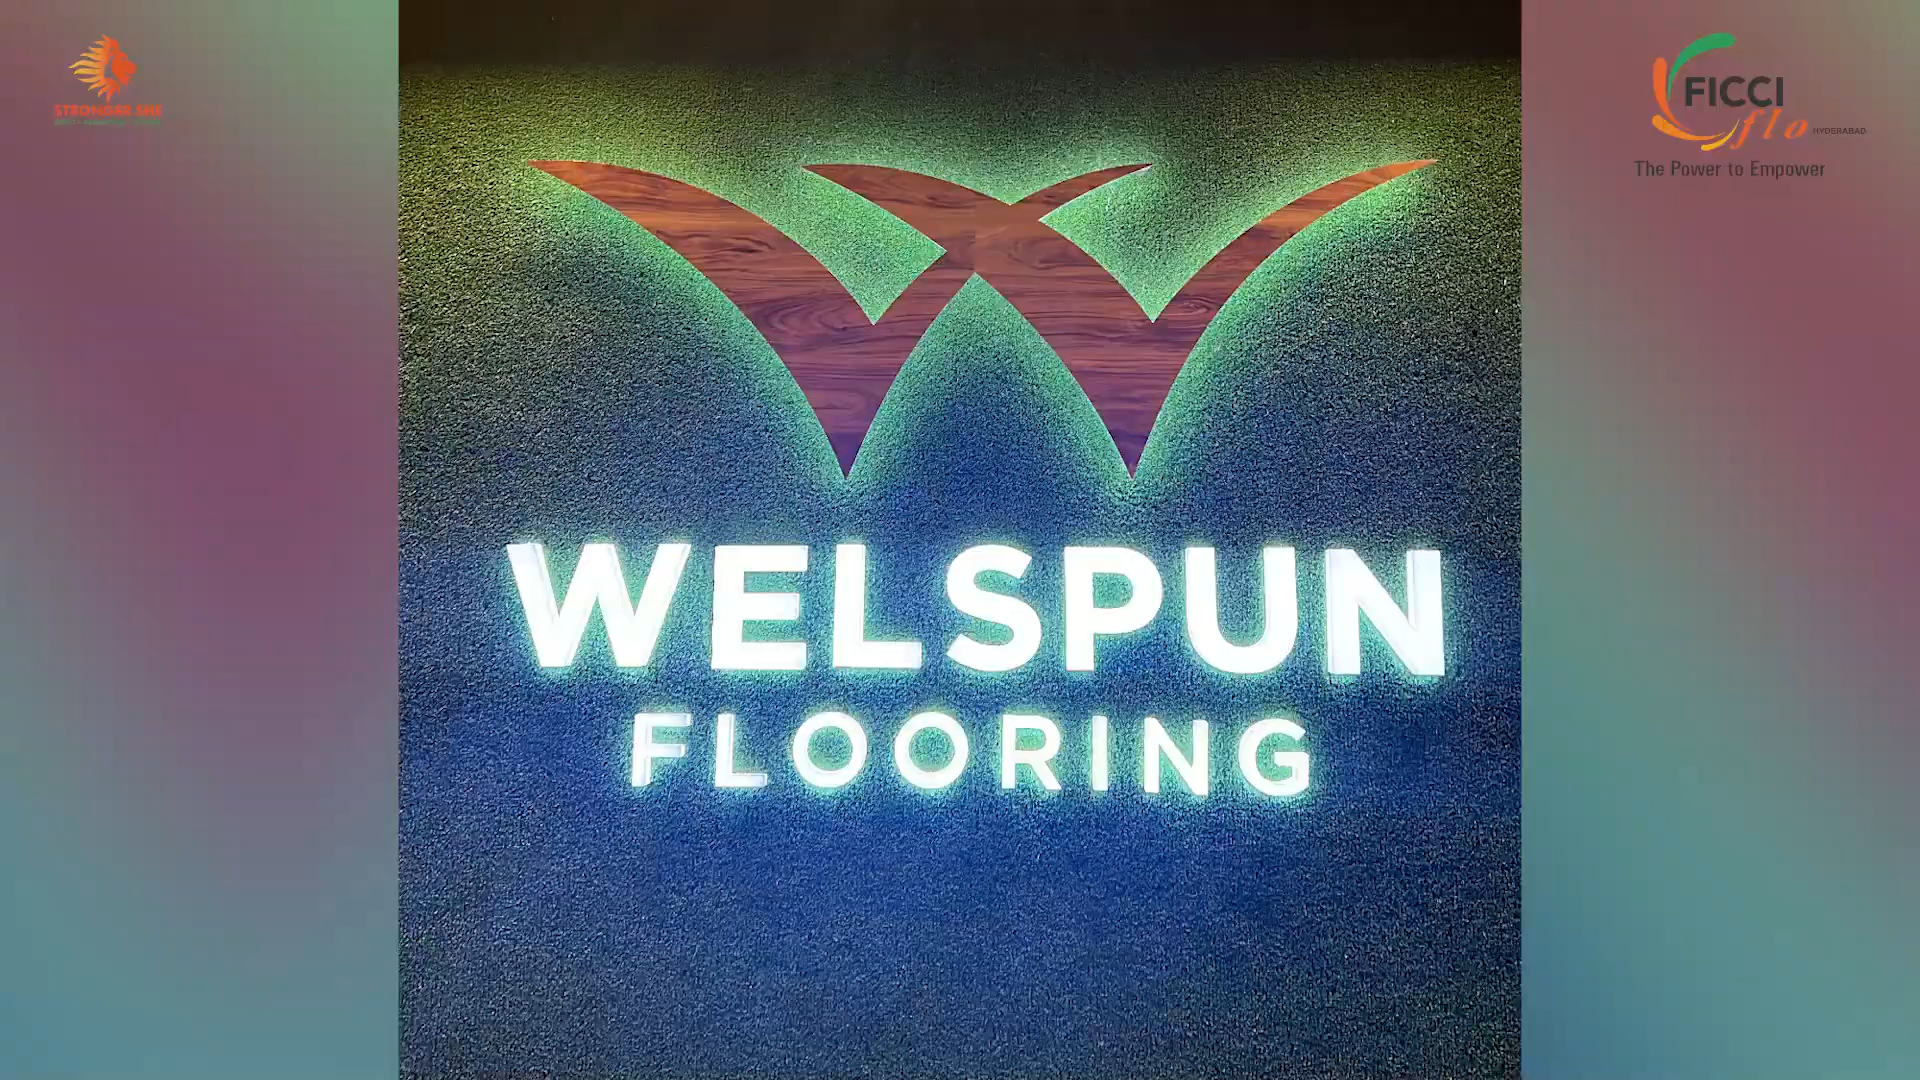 STRONGER SHE
FICCI
flo HYDERABAD
The Power to Empower
WELSPUN
FLOORING